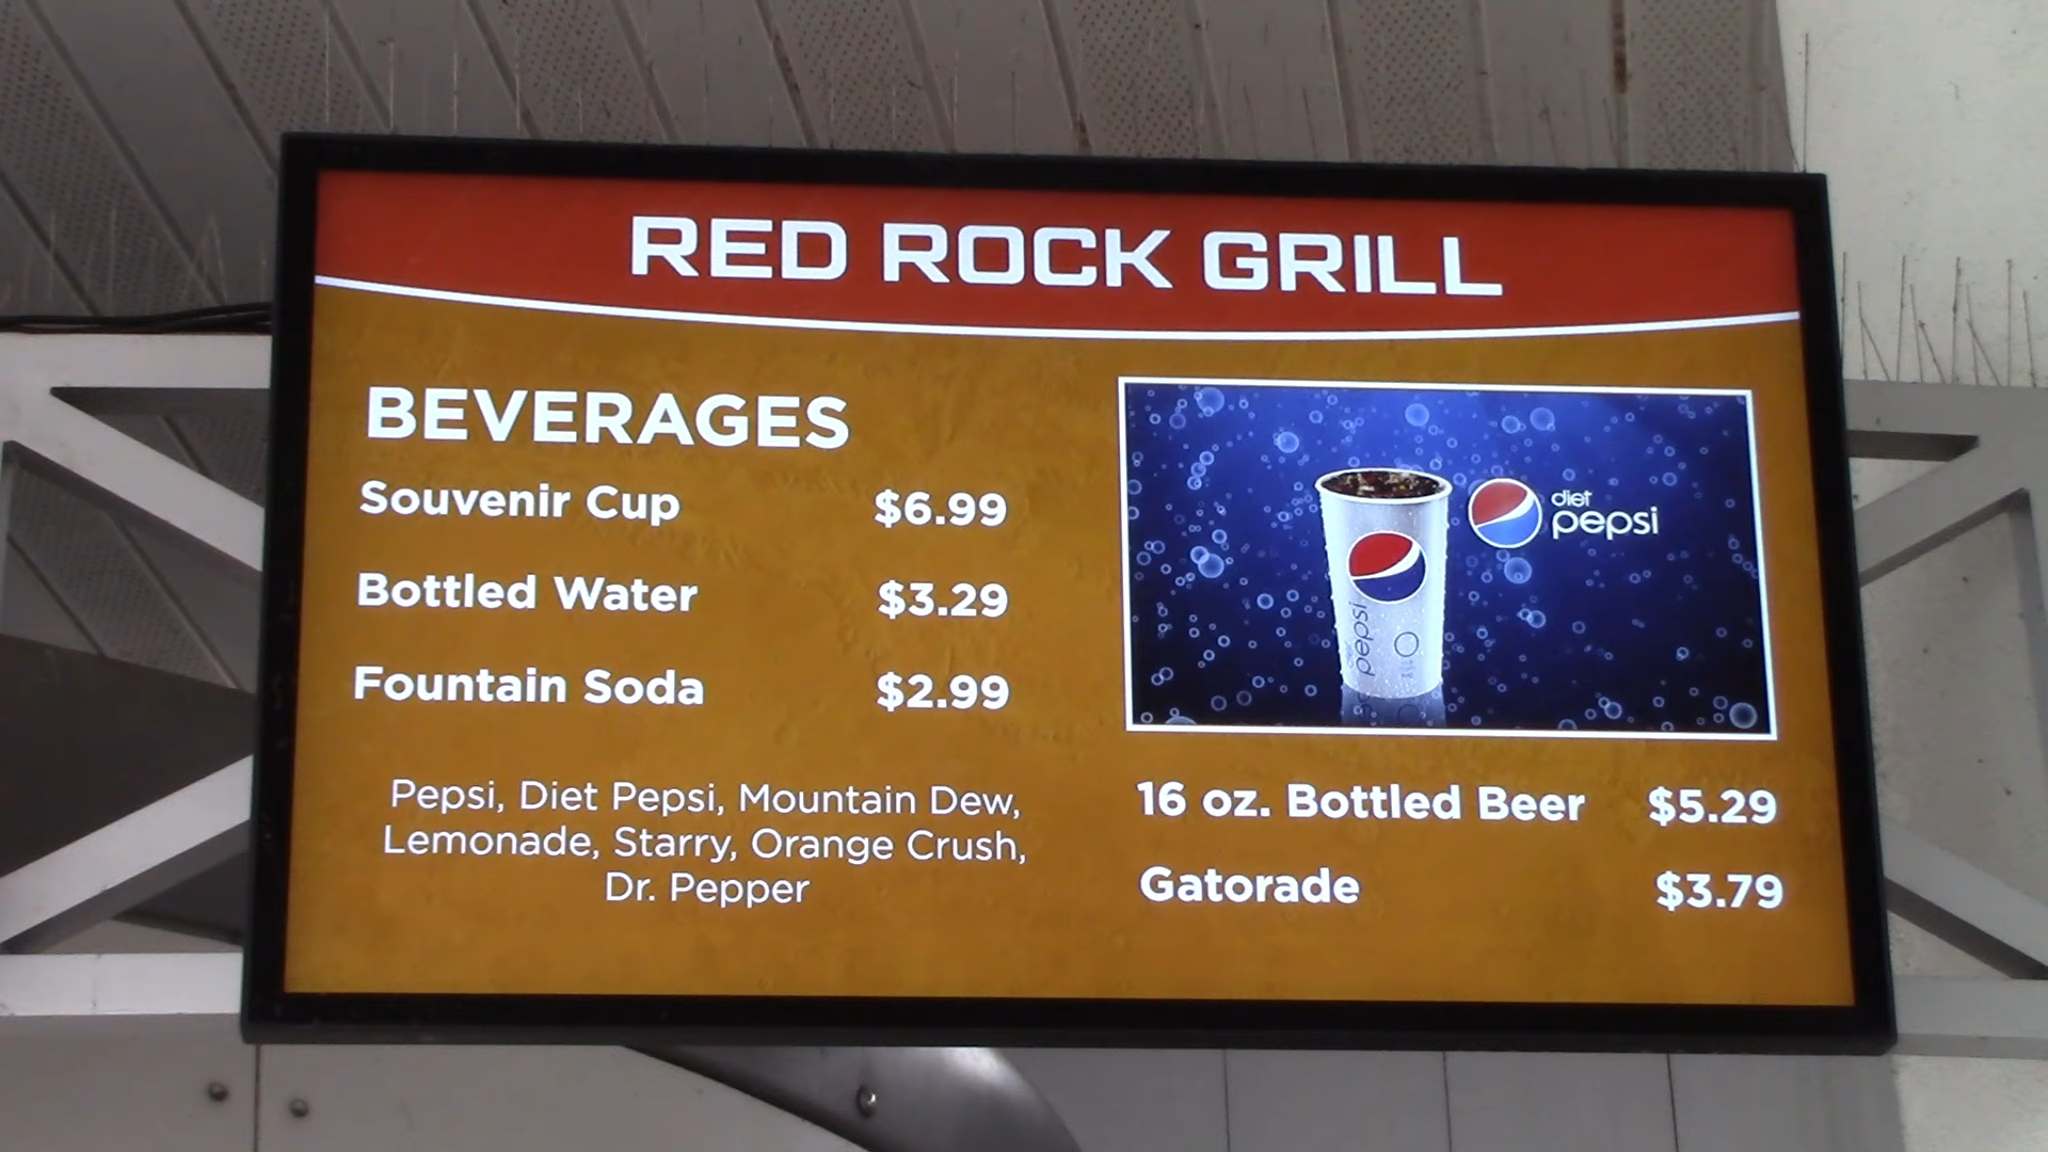 RED ROCK GRILL
BEVERAGES
Souvenir Cup $6.99
Bottled Water $3.29
Fountain Soda $2.99
Pepsi, Diet Pepsi, Mountain Dew,
Lemonade, Starry, Orange Crush,
Dr. Pepper
diet
pepsi
pepsi
16 oz. Bottled Beer $5.29
Gatorade $3.79